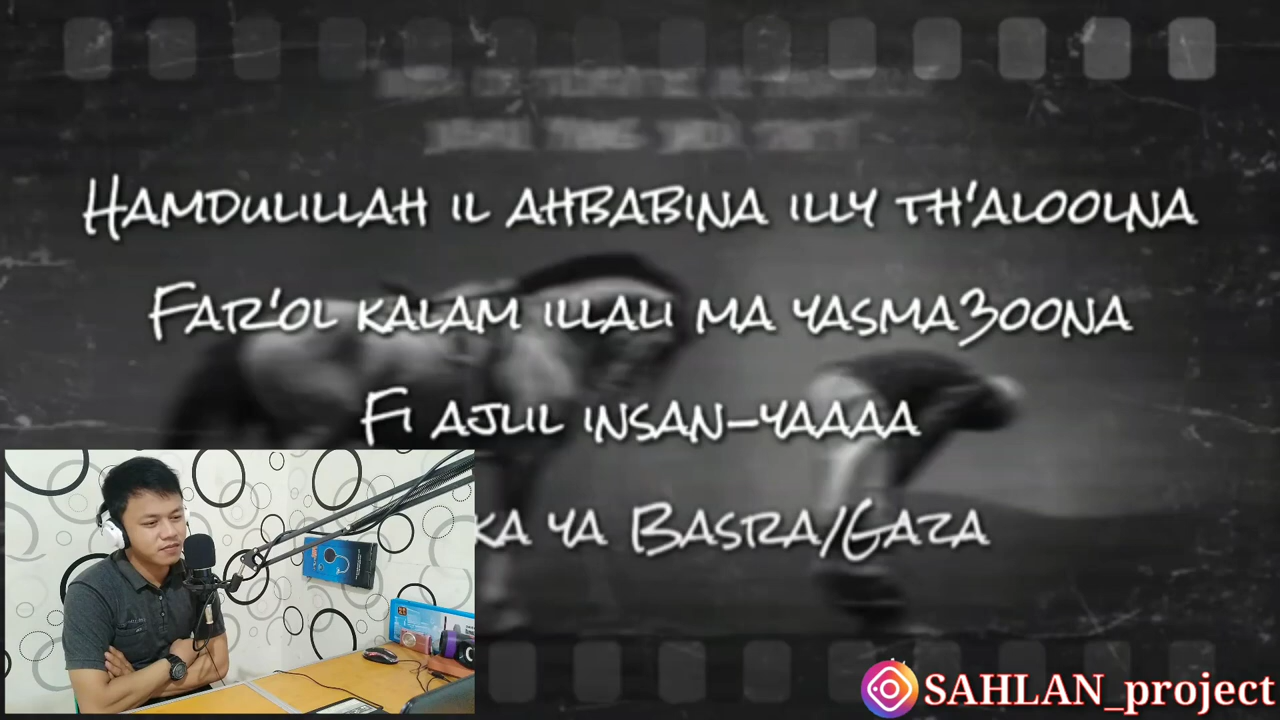 Hamdulillah il ahbabina illy th'aloolna
Far'ol kalam illali ma yasma3oona
Fi ajlil insan-yaaaa
ka ya Basra/Gaza
SAHLAN_project